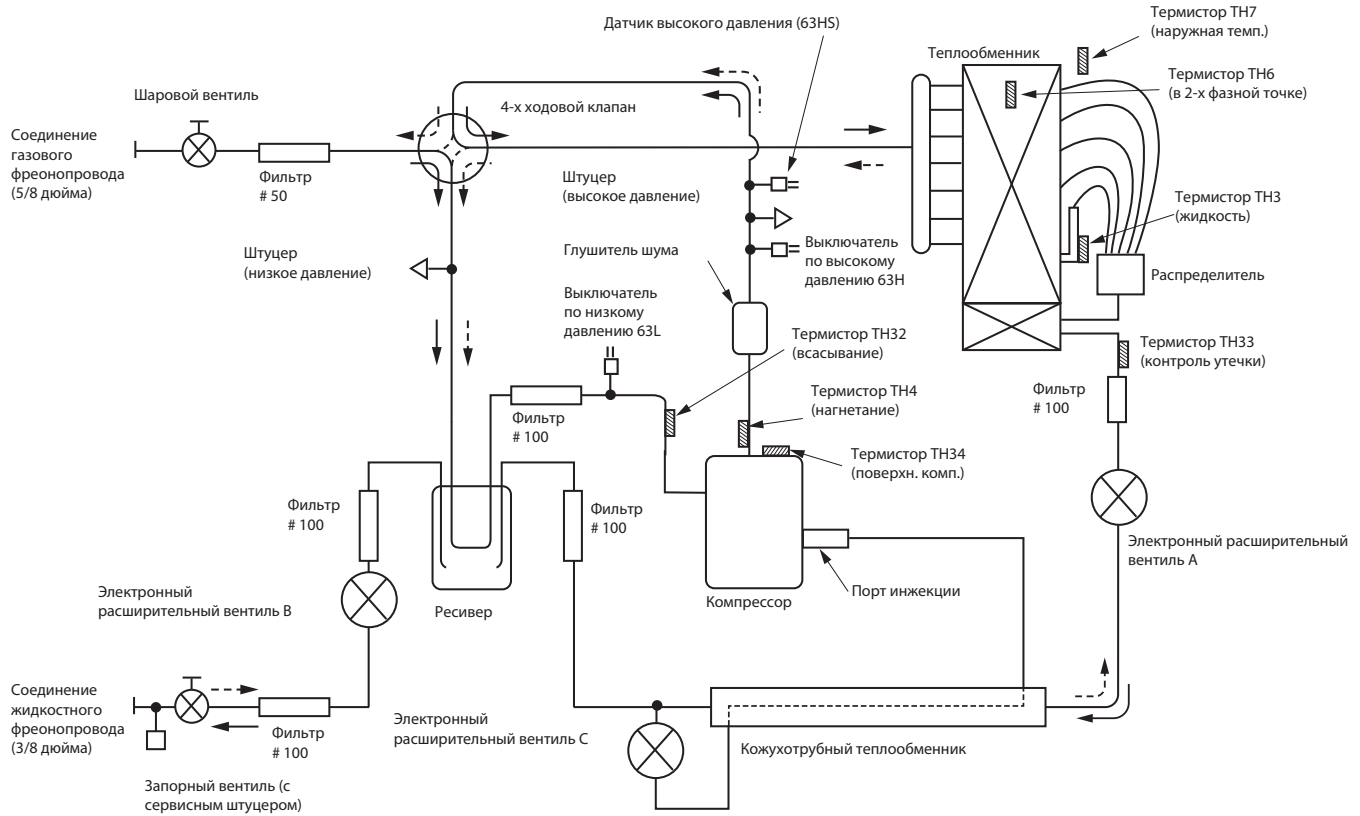 Датчик высокого давления (63HS)
Термистор TH7
(наружная темп.)
Теплообменник
Термистор TH6
(в 2-х фазной точке)
Шаровой вентиль
4-х ходовой клапан
Соединение
газового
фреонопровода
(5/8 дюйма)
Фильтр
# 50
Штуцер
(высокое давление)
Термистор TH3
(жидкость)
Штуцер
(низкое давление)
Глушитель шума
Выключатель
по высокому
давлению 63H
Распределитель
Выключатель
по низкому
давлению 63L
Термистор TH32
(всасывание)
Термистор TH33
(контроль утечки)
Термистор TH4
(нагнетание)
Фильтр
# 100
Фильтр
# 100
Термистор TH34
(поверхн. комп.)
Фильтр
# 100
Фильтр
# 100
Электронный расширительный
вентиль A
Электронный
расширительный вентиль B
Ресивер
Компрессор
Порт инжекции
Соединение
жидкостного
фреонопровода
(3/8 дюйма)
Фильтр
# 100
Электронный
расширительный вентиль C
Кожухотрубный теплообменник
Запорный вентиль (с
сервисным штуцером)